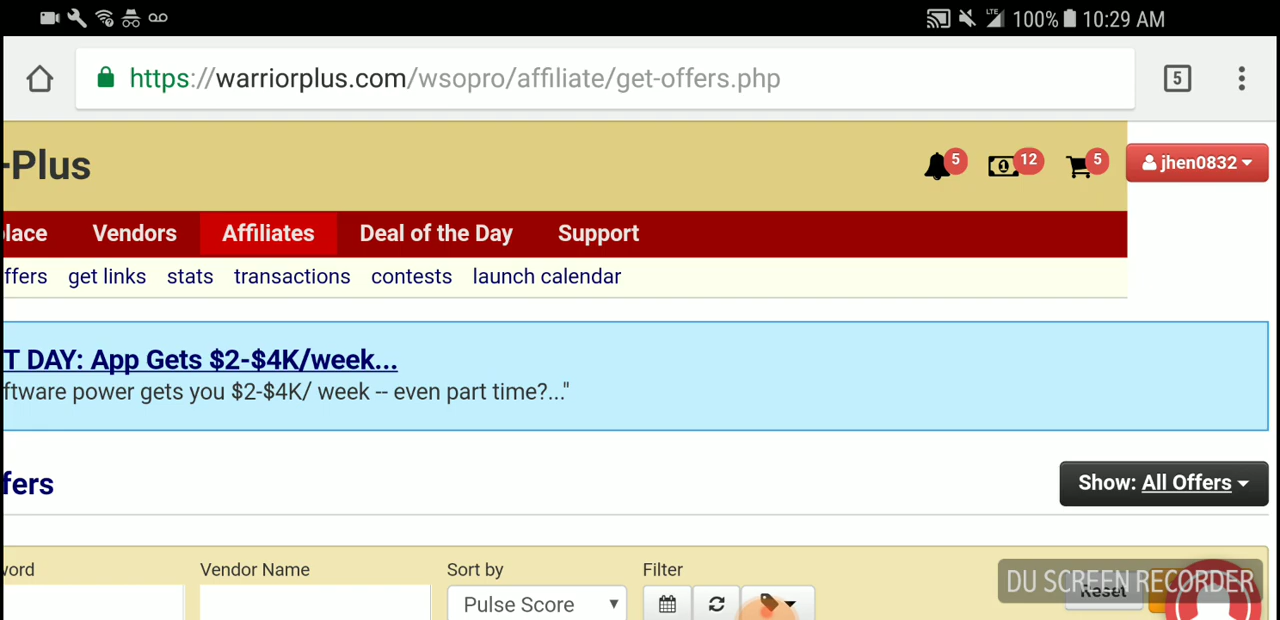 LTE 100% 10:29 AM
https://warriorplus.com/wsopro/affiliate/get-offers.php
5
-Plus
5 12 5 jhen0832
lace Vendors Affiliates Deal of the Day Support
ffers get links stats transactions contests launch calendar
T DAY: App Gets $2-$4K/week...
ftware power gets you $2-$4K/ week -- even part time?..."
fers
Show: All Offers
word Vendor Name Sort by Filter
Pulse Score
Reset
DU SCREEN RECORDER